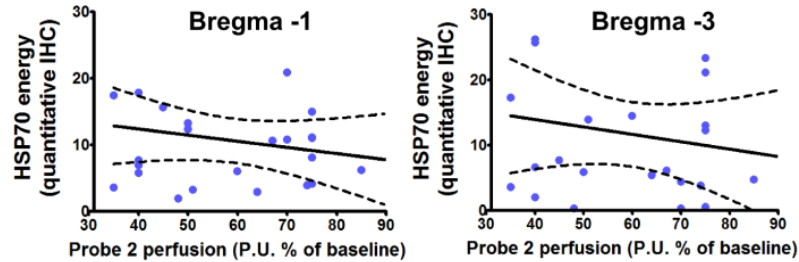 Bregma -1
HSP70 energy
(quantitative IHC)
30
20
10
0
30 40 50 60 70 80 90
Probe 2 perfusion (P.U. % of baseline)
Bregma -3
HSP70 energy
(quantitative IHC)
30
20
10
0
30 40 50 60 70 80 90
Probe 2 perfusion (P.U. % of baseline)